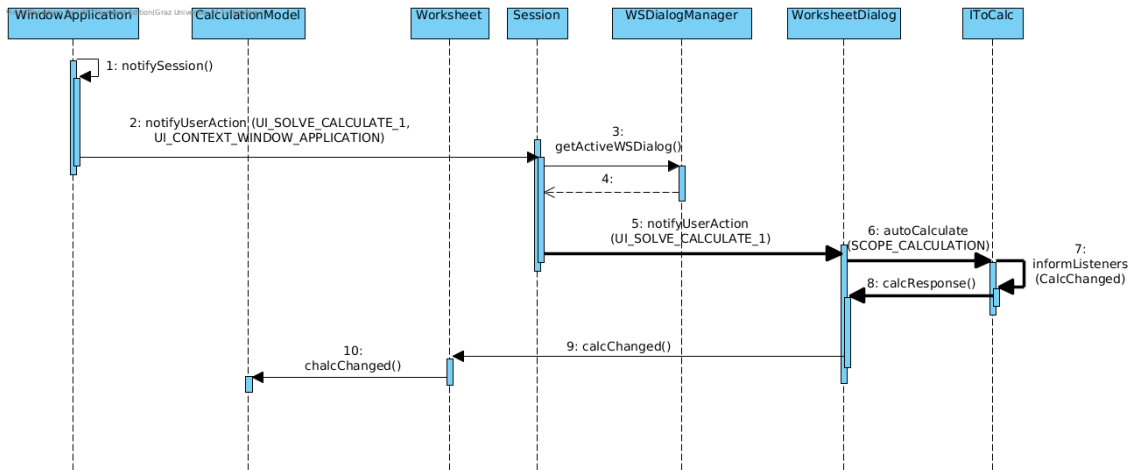 WindowApplication
CalculationModel
Worksheet
Session
WSDialogManager
WorksheetDialog
IToCalc
1: notifySession()
2: notifyUserAction (UI_SOLVE_CALCULATE_1,
UI_CONTEXT_WINDOW_APPLICATION)
3:
getActiveWSDialog()
4:
5: notifyUserAction
(UI_SOLVE_CALCULATE_1)
6: autoCalculate
(SCOPE_CALCULATION)
7:
informListeners
(CalcChanged)
8: calcResponse()
9: calcChanged()
10:
chalcChanged()